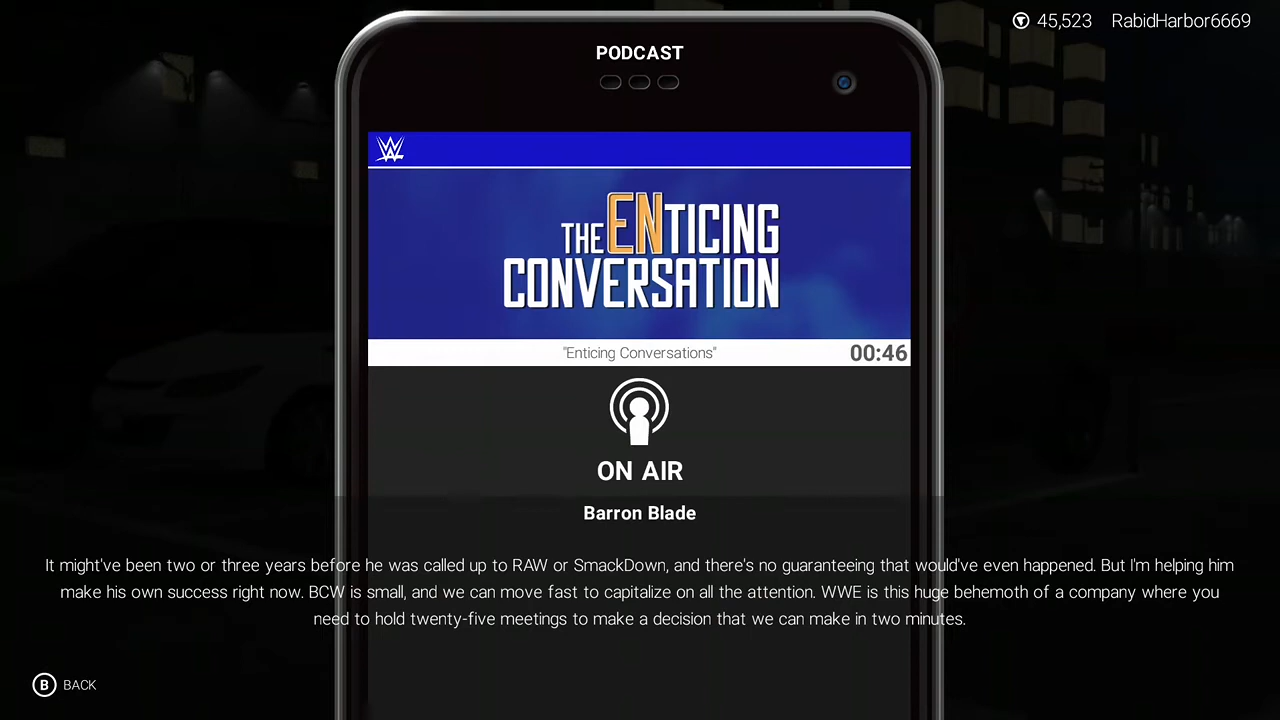 45,523 RabidHarbor6669
PODCAST
W
THE ENTICING
CONVERSATION
"Enticing Conversations" 00:46
ON AIR
Barron Blade
It might've been two or three years before he was called up to RAW or SmackDown, and there's no guaranteeing that would've even happened. But I'm helping him
make his own success right now. BCW is small, and we can move fast to capitalize on all the attention. WWE is this huge behemoth of a company where you
need to hold twenty-five meetings to make a decision that we can make in two minutes.
B BACK